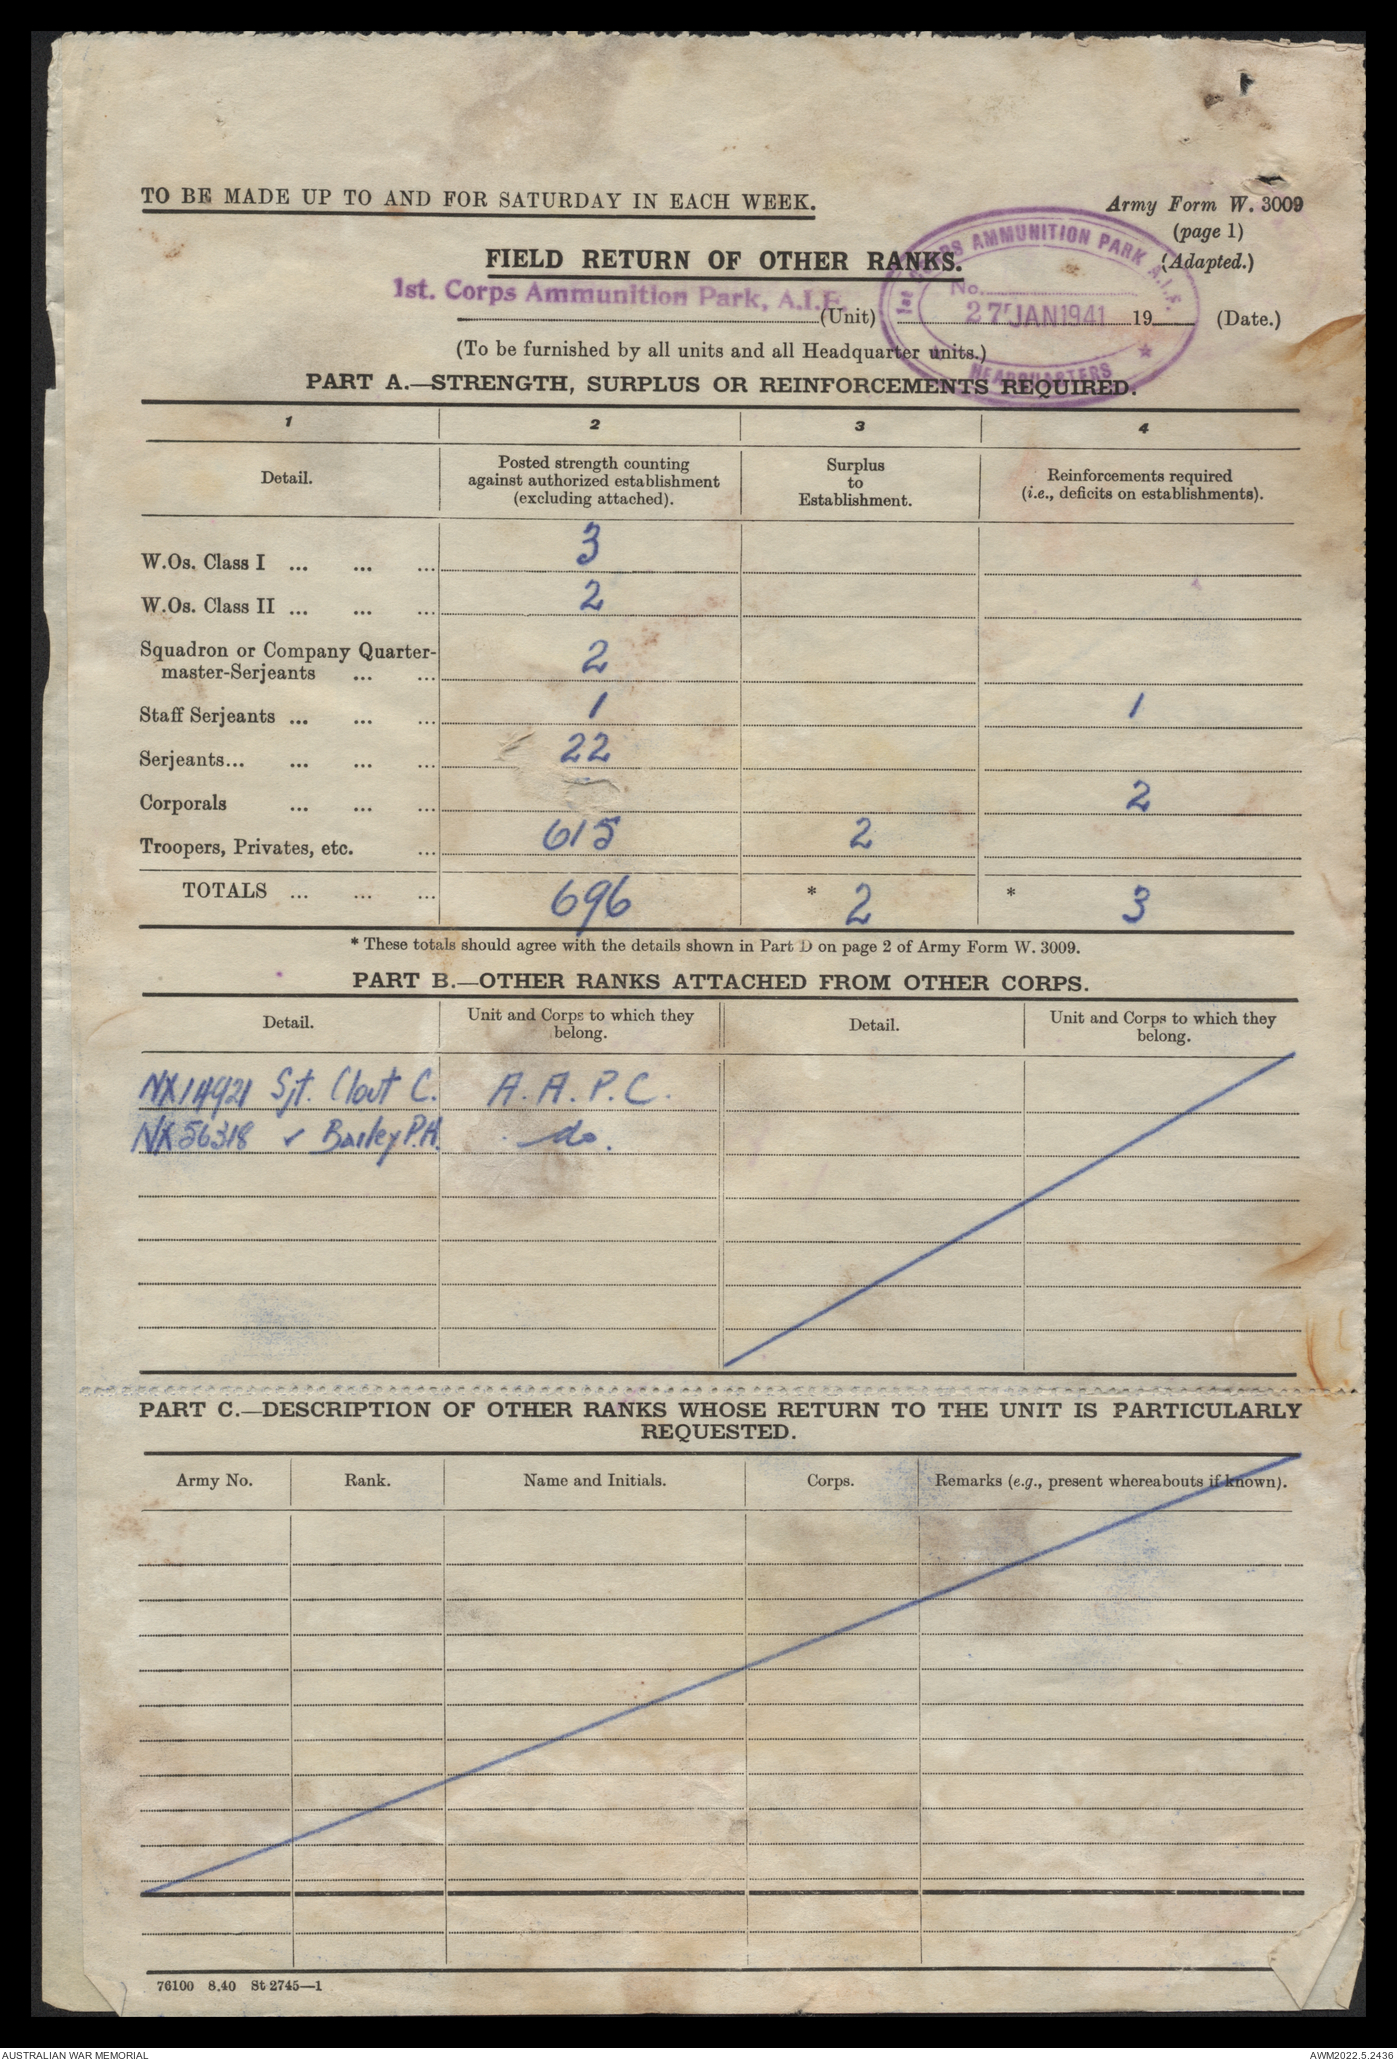 TO BE MADE UP TO AND FOR SATURDAY IN EACH WEEK.
Army Form W. 3009
(page 1)
(Adapted.)
FIELD RETURN OF OTHER RANKS.
1st. Corps Ammunition Park, A.I.F.
(Unit) 19 (Date.)
1st CORPS AMMUNITION PARK A.I.F.
No.
27 JAN 1941
HEADQUARTERS
(To be furnished by all units and all Headquarter units.)
PART A.—STRENGTH, SURPLUS OR REINFORCEMENTS REQUIRED.
1 2 3 4
Detail. Posted strength counting against authorized establishment (excluding attached). Surplus to Establishment. Reinforcements required (i.e., deficits on establishments).
W.Os. Class I ... ... ... 3
W.Os. Class II ... ... ... 2
Squadron or Company Quarter-
master-Serjeants ... ... 2
Staff Serjeants ... ... ... 1 1
Serjeants... ... ... ... 22
Corporals ... ... ... 2
Troopers, Privates, etc. ... 615 2
TOTALS ... ... ... 696 * 2 * 3
* These totals should agree with the details shown in Part D on page 2 of Army Form W. 3009.
PART B.—OTHER RANKS ATTACHED FROM OTHER CORPS.
Detail. Unit and Corps to which they belong. Detail. Unit and Corps to which they belong.
NX14921 Sjt. Clout C. A.A.P.C.
NX56318 Bailey P.H. do.
PART C.—DESCRIPTION OF OTHER RANKS WHOSE RETURN TO THE UNIT IS PARTICULARLY
REQUESTED.
Army No. Rank. Name and Initials. Corps. Remarks (e.g., present whereabouts if known).
76100 8.40 St 2745—1
AUSTRALIAN WAR MEMORIAL AWM2022.5.2436